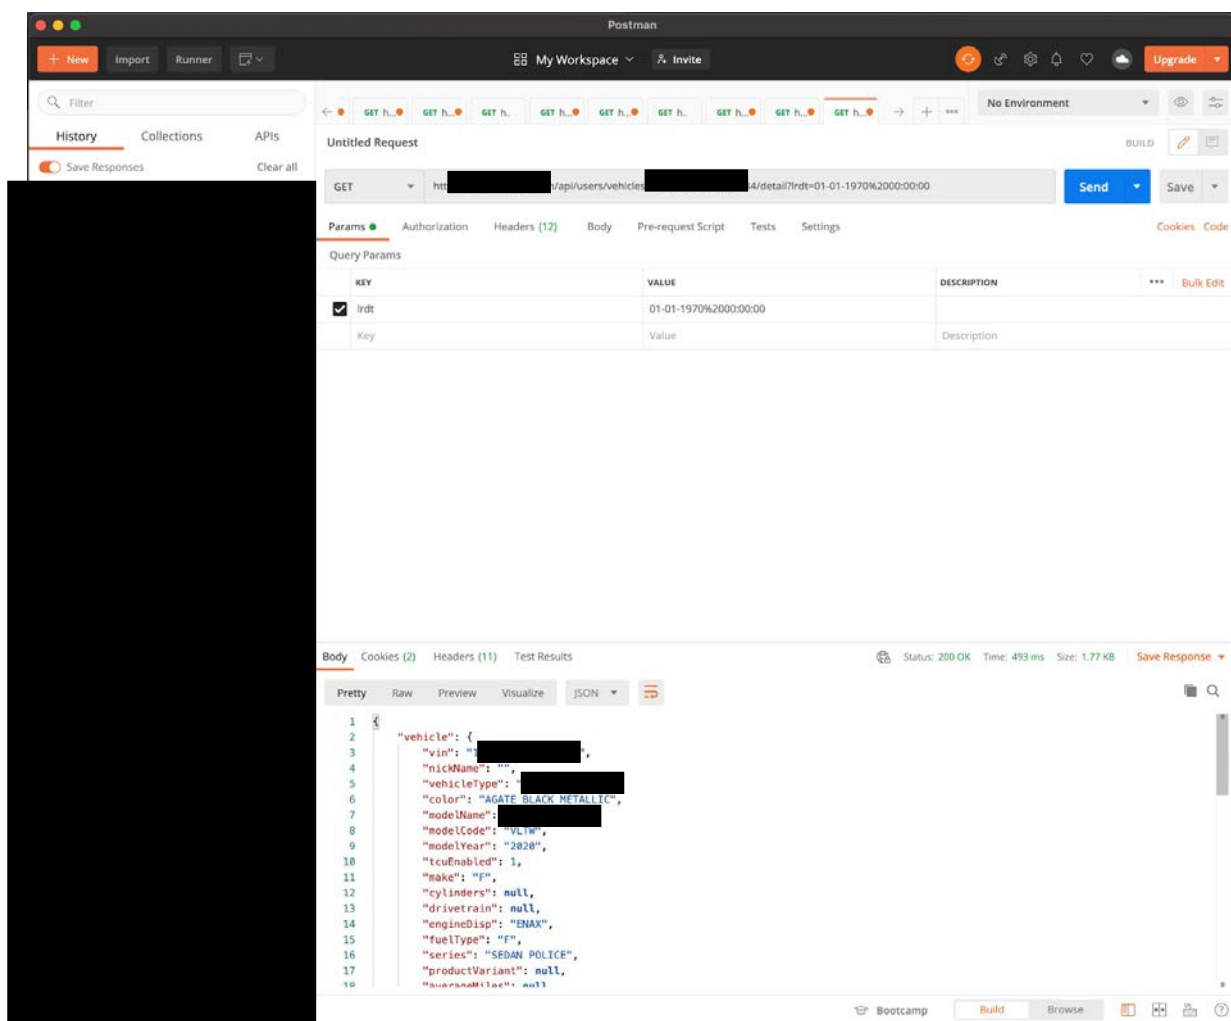 Postman
+ New Import Runner My Workspace Invite Upgrade
Filter
GET h... GET h... GET h.. GET h... GET h... GET h.. GET h... GET h... GET h... No Environment
History Collections APIs
Untitled Request BUILD
Save Responses Clear all
GET htt /api/users/vehicles 4/detail?lrdt=01-01-1970%2000:00:00 Send Save
Params Authorization Headers (12) Body Pre-request Script Tests Settings Cookies Code
Query Params
KEY VALUE DESCRIPTION ... Bulk Edit
lrdt 01-01-1970%2000:00:00
Key Value Description
Body Cookies (2) Headers (11) Test Results Status: 200 OK Time: 493 ms Size: 1.77 KB Save Response
Pretty Raw Preview Visualize JSON
1 {
2 "vehicle": {
3 "vin": " ",
4 "nickName": "",
5 "vehicleType": "
6 "color": "AGATE BLACK METALLIC",
7 "modelName":
8 "modelCode": "VLTW",
9 "modelYear": "2020",
10 "tcuEnabled": 1,
11 "make": "F",
12 "cylinders": null,
13 "drivetrain": null,
14 "engineDisp": "ENAX",
15 "fuelType": "F",
16 "series": "SEDAN POLICE",
17 "productVariant": null,
18 "averageMiles": null
Bootcamp Build Browse